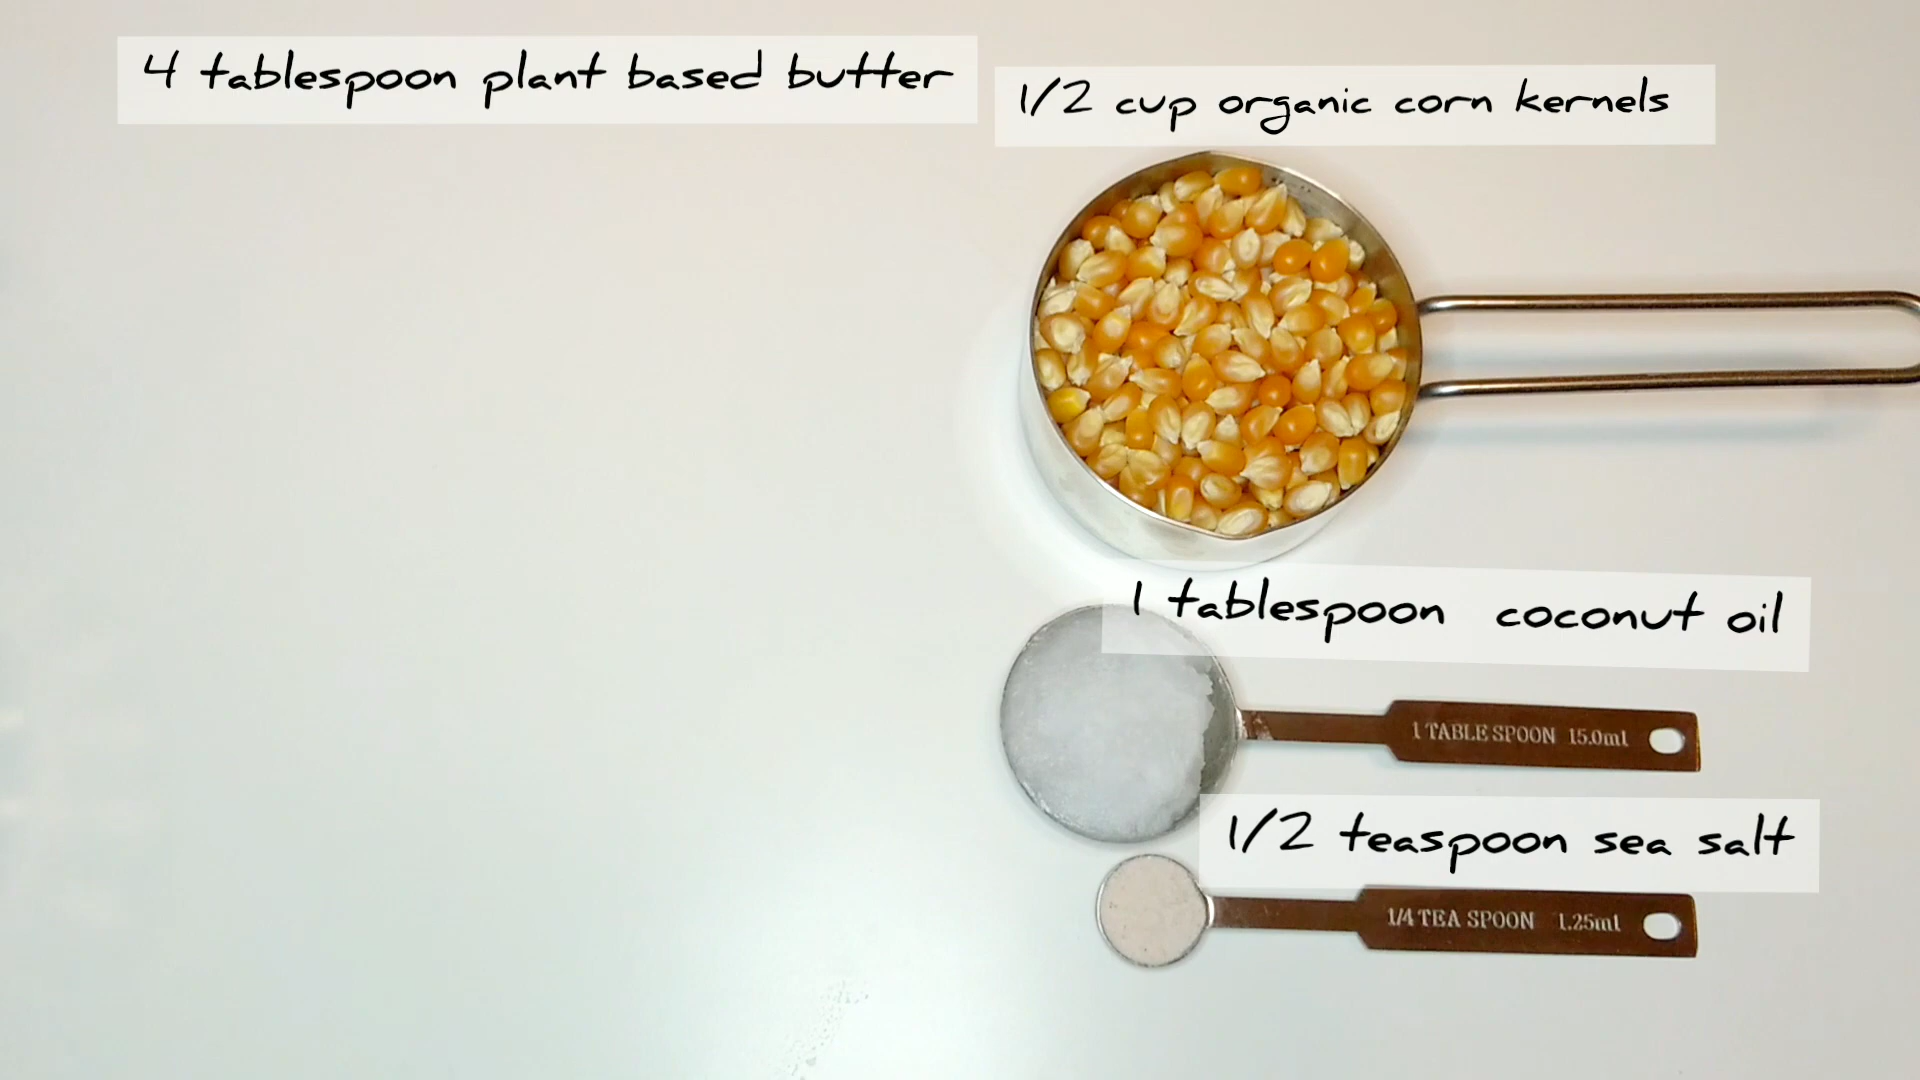 4 tablespoon plant based butter
1/2 cup organic corn kernels
1 tablespoon coconut oil
1 TABLE SPOON 15.0ml
1/2 teaspoon sea salt
1/4 TEA SPOON 1.25ml